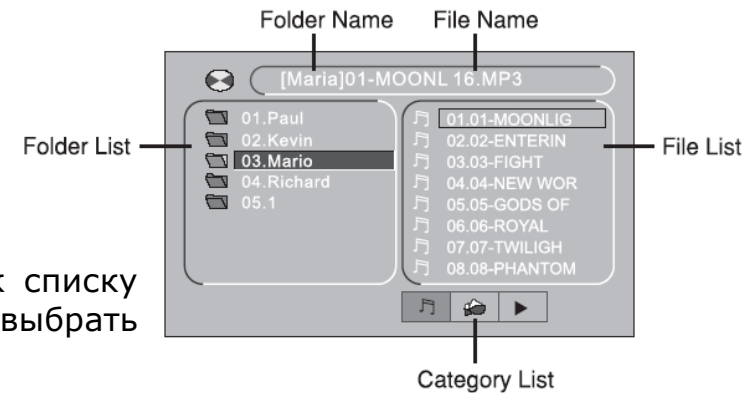 Folder Name File Name
[Maria]01-MOONL 16.MP3
Folder List
01.Paul
02.Kevin
03.Mario
04.Richard
05.1
01.01-MOONLIG
02.02-ENTERIN
03.03-FIGHT
04.04-NEW WOR
05.05-GODS OF
06.06-ROYAL
07.07-TWILIGH
08.08-PHANTOM
File List
к списку
выбрать
Category List